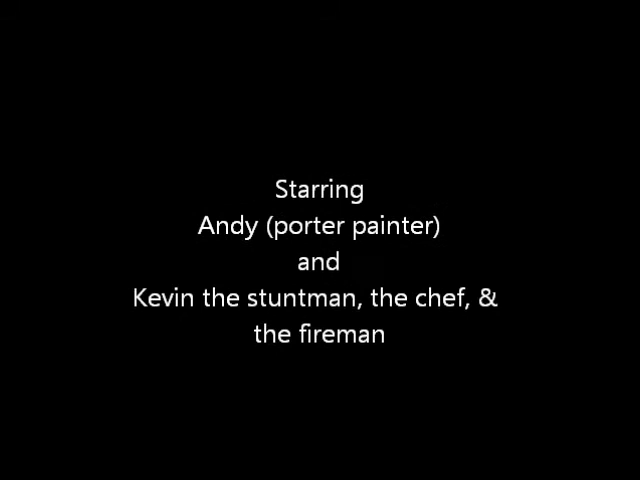 Starring
Andy (porter painter)
and
Kevin the stuntman, the chef, &
the fireman